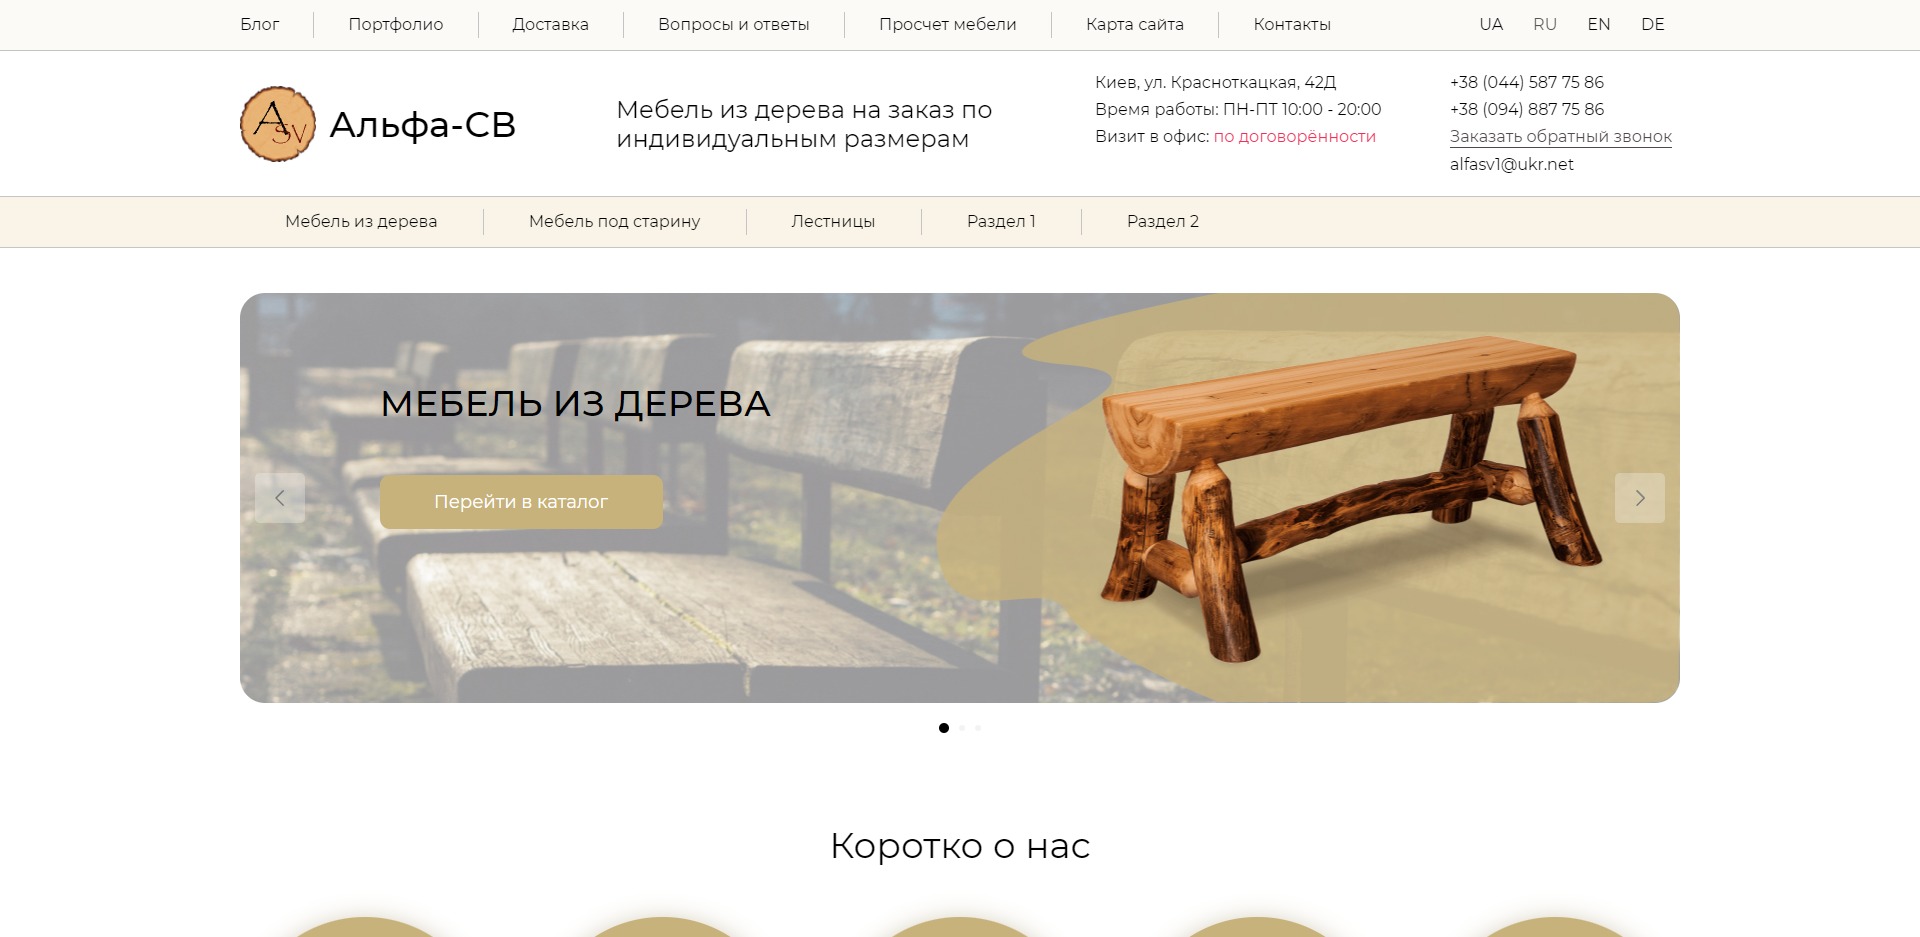 Блог Портфолио Доставка Вопросы и ответы Просчет мебели Карта сайта Контакты UA RU EN DE
ASV
Альфа-СВ
Мебель из дерева на заказ по
индивидуальным размерам
Киев, ул. Красноткацкая, 42Д
Время работы: ПН-ПТ 10:00 - 20:00
Визит в офис: по договорённости
+38 (044) 587 75 86
+38 (094) 887 75 86
Заказать обратный звонок
alfasv1@ukr.net
Мебель из дерева Мебель под старину Лестницы Раздел 1 Раздел 2
МЕБЕЛЬ ИЗ ДЕРЕВА
Перейти в каталог
Коротко о нас